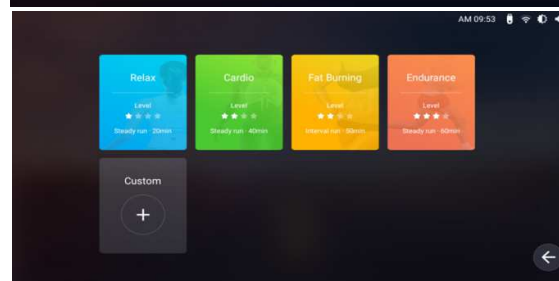 AM 09:53
Relax
Level
Steady run · 20min
Cardio
Level
Steady run · 40min
Fat Burning
Level
Interval run · 50min
Endurance
Level
Steady run · 60min
Custom
+